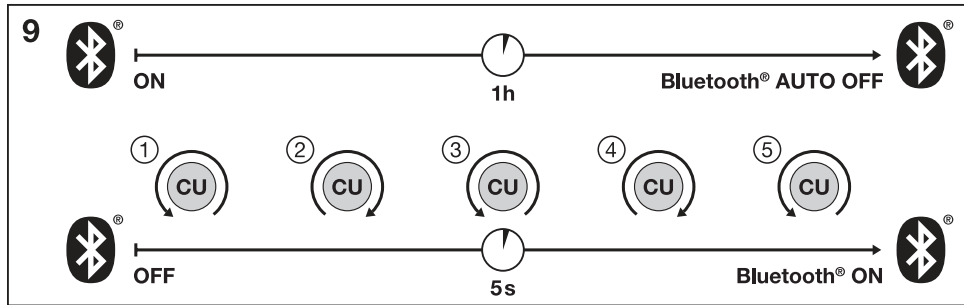 9
® ®
ON 1h Bluetooth® AUTO OFF
1 2 3 4 5
CU CU CU CU CU
® ®
OFF 5s Bluetooth® ON